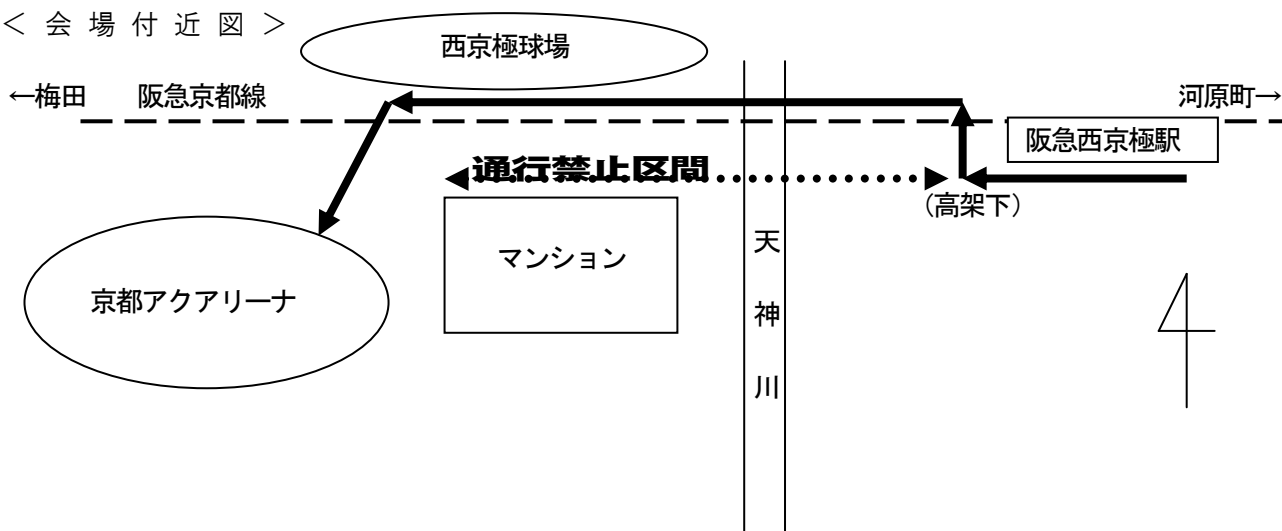 ＜会場付近図＞
西京極球場
←梅田　阪急京都線
河原町→
阪急西京極駅
通行禁止区間
（高架下）
マンション
天神川
京都アクアリーナ